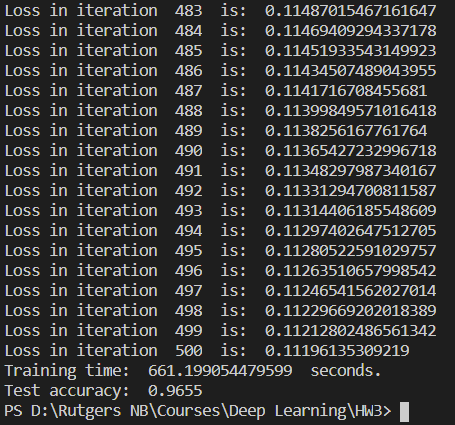 Loss in iteration  483  is:  0.11487015467161647
Loss in iteration  484  is:  0.11469409294337178
Loss in iteration  485  is:  0.11451933543149923
Loss in iteration  486  is:  0.11434507489043955
Loss in iteration  487  is:  0.1141716708455681
Loss in iteration  488  is:  0.11399849571016418
Loss in iteration  489  is:  0.1138256167761764
Loss in iteration  490  is:  0.11365427232996718
Loss in iteration  491  is:  0.11348297987340167
Loss in iteration  492  is:  0.11331294700811587
Loss in iteration  493  is:  0.11314406185548609
Loss in iteration  494  is:  0.11297402647512705
Loss in iteration  495  is:  0.11280522591029757
Loss in iteration  496  is:  0.11263510657998542
Loss in iteration  497  is:  0.11246541562027014
Loss in iteration  498  is:  0.11229669202018389
Loss in iteration  499  is:  0.11212802486561342
Loss in iteration  500  is:  0.11196135309219
Training time:  661.199054479599  seconds.
Test accuracy:  0.9655
PS D:\Rutgers NB\Courses\Deep Learning\HW3>